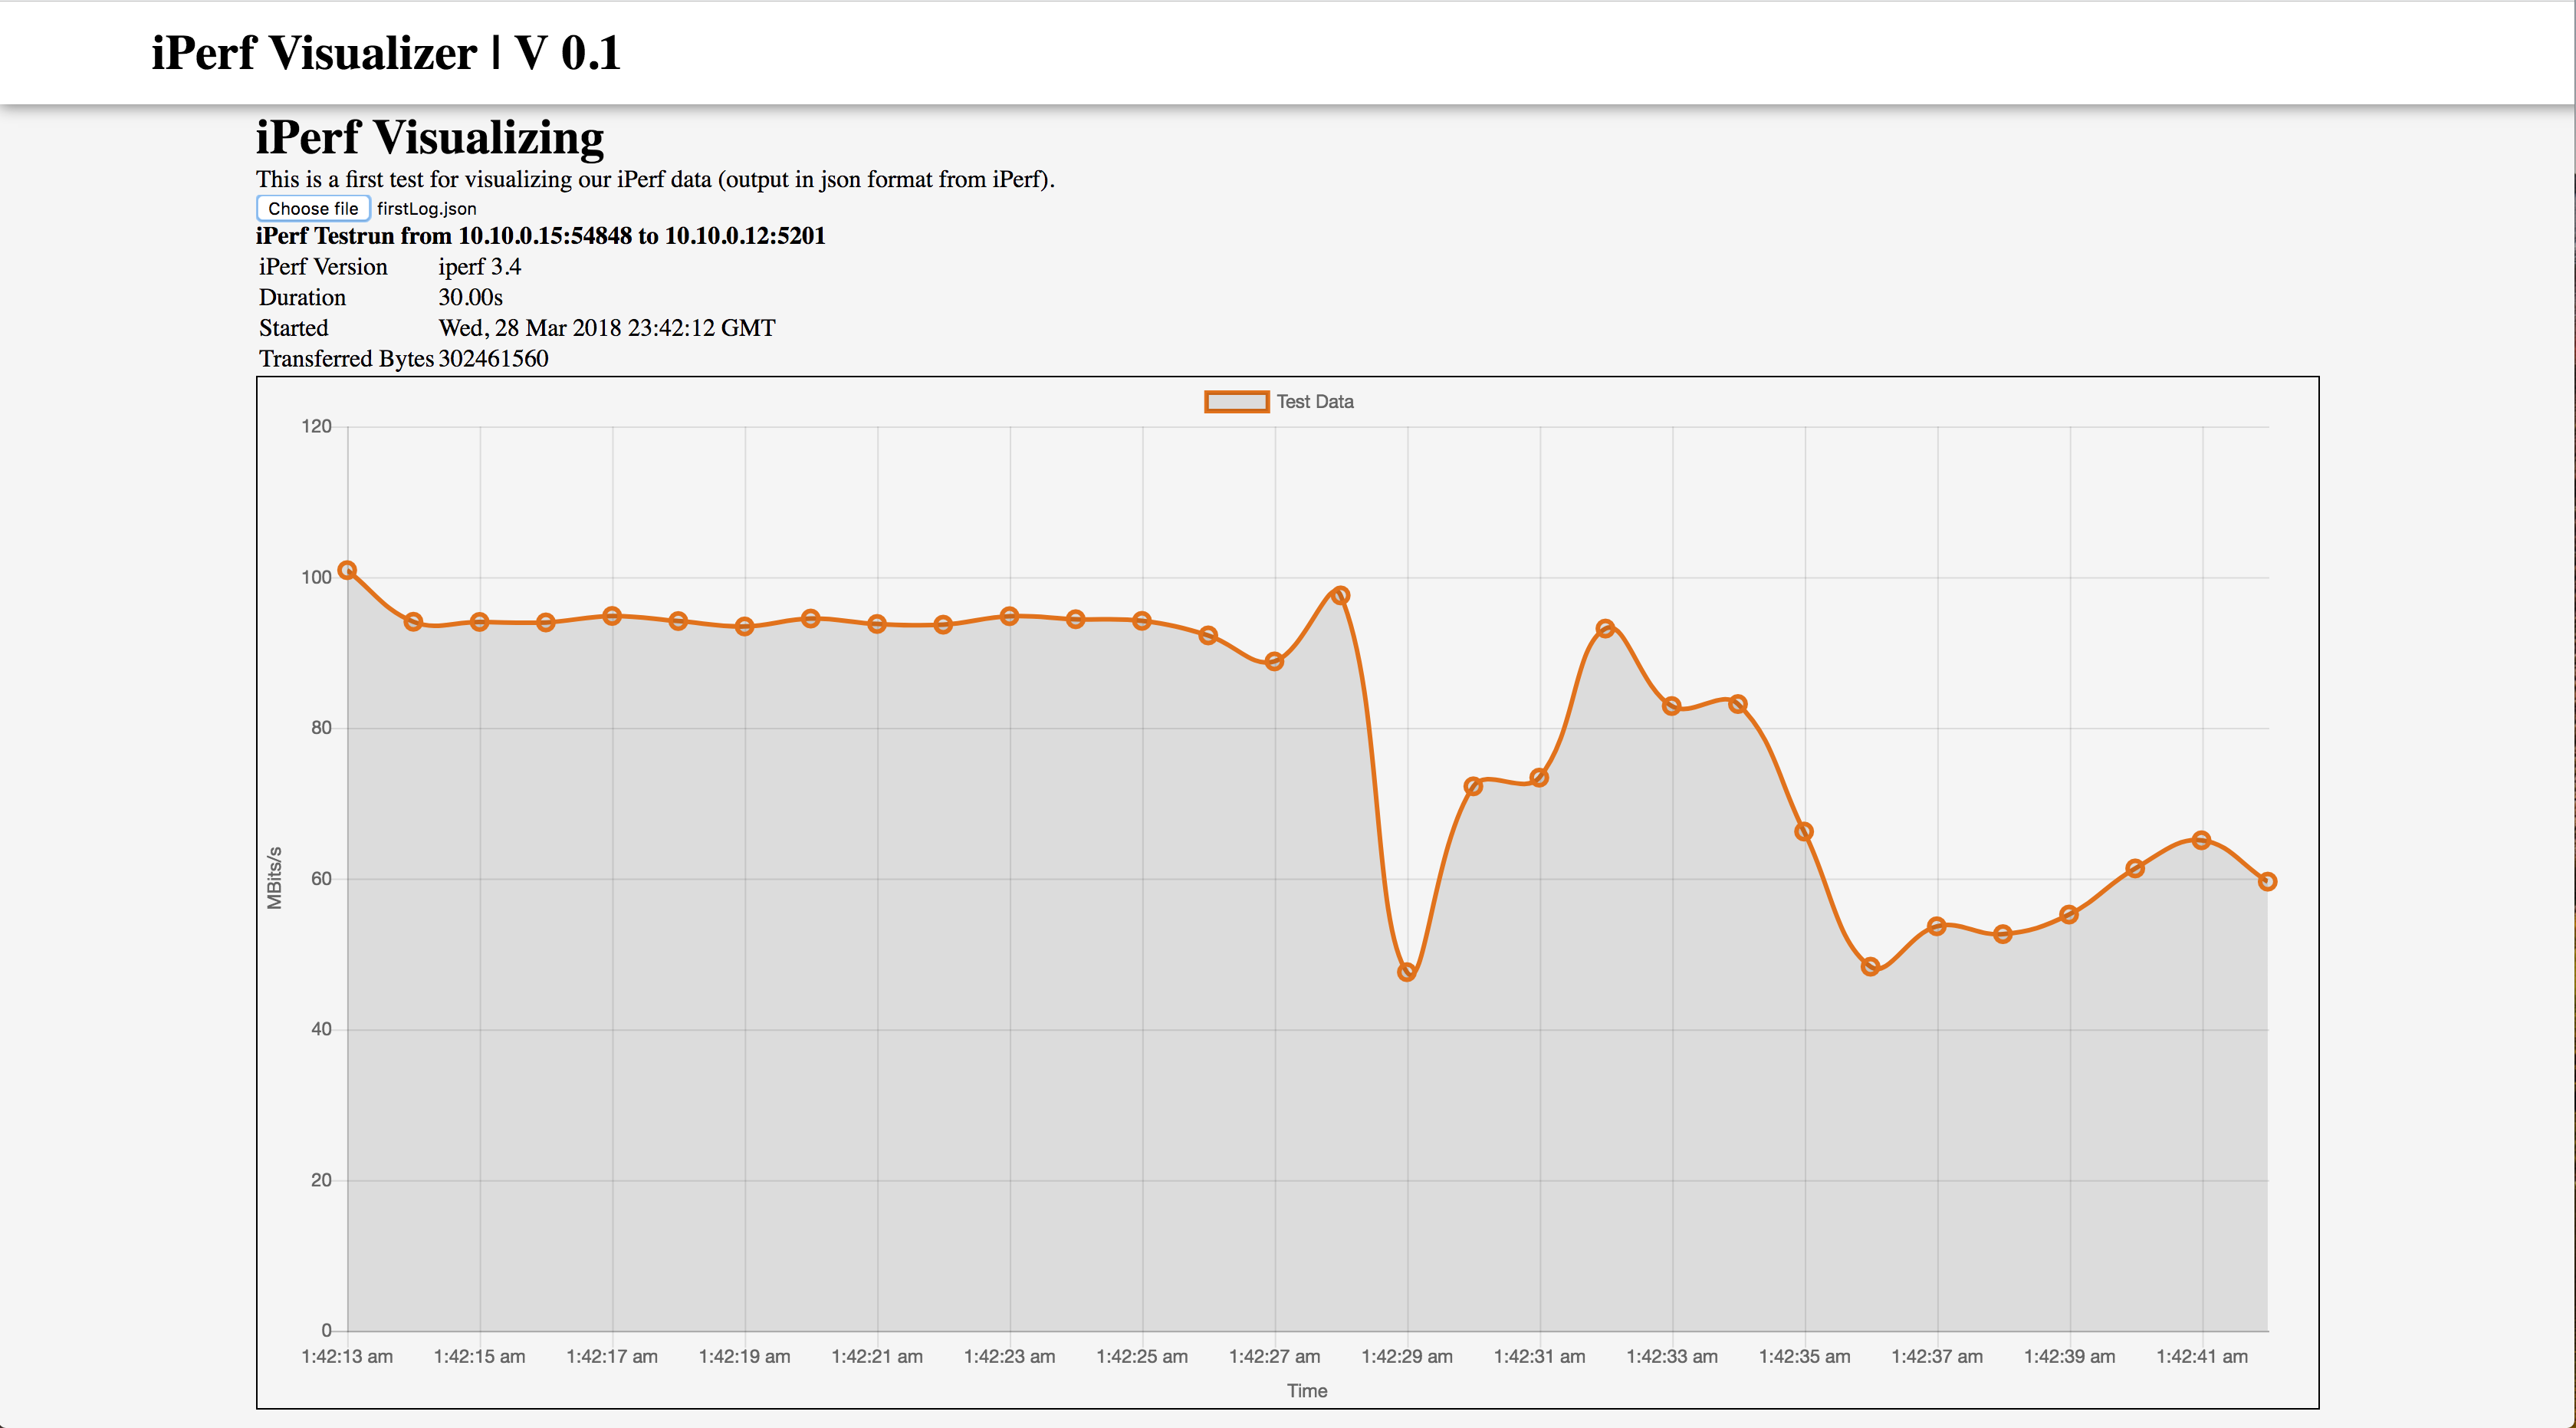 iPerf Visualizer | V 0.1
iPerf Visualizing
This is a first test for visualizing our iPerf data (output in json format from iPerf).
Choose file firstLog.json
iPerf Testrun from 10.10.0.15:54848 to 10.10.0.12:5201
iPerf Version iperf 3.4
Duration 30.00s
Started Wed, 28 Mar 2018 23:42:12 GMT
Transferred Bytes 302461560
Test Data
120
100
80
60
40
20
0
MBits/s
1:42:13 am 1:42:15 am 1:42:17 am 1:42:19 am 1:42:21 am 1:42:23 am 1:42:25 am 1:42:27 am 1:42:29 am 1:42:31 am 1:42:33 am 1:42:35 am 1:42:37 am 1:42:39 am 1:42:41 am
Time